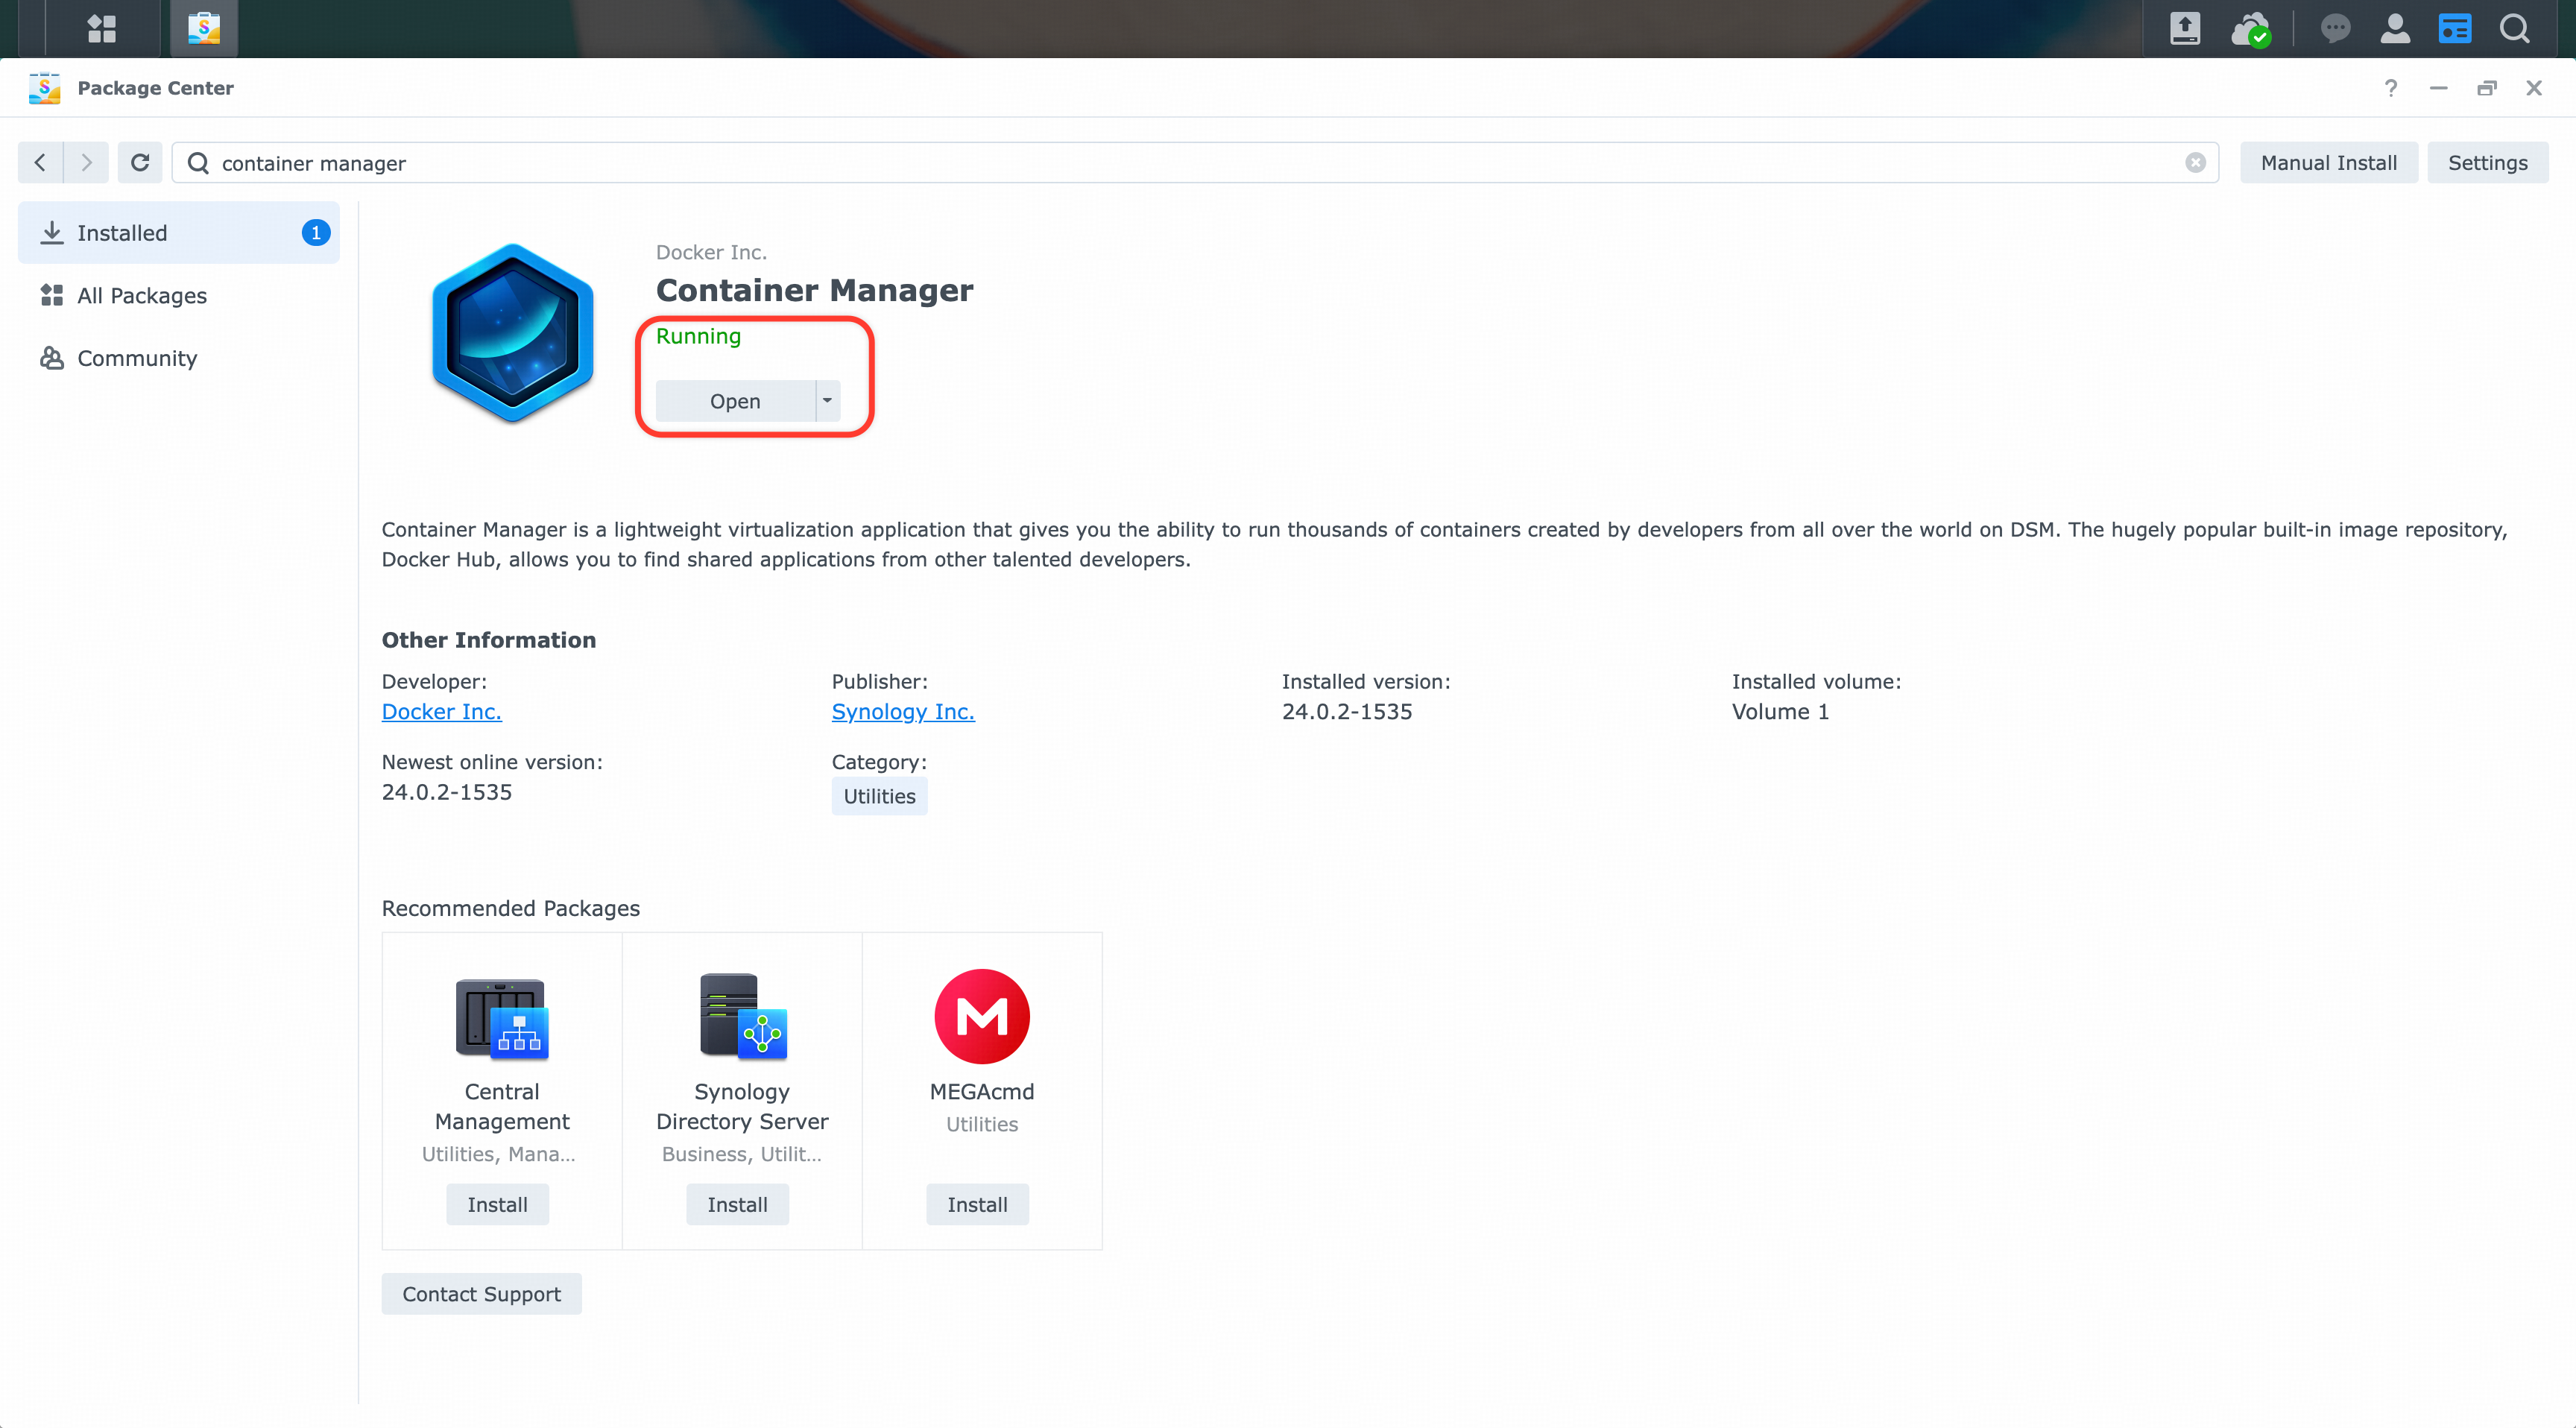 Package Center
?
container manager
Manual Install
Settings
Installed
1
All Packages
Community
Docker Inc.
Container Manager
Running
Open
Container Manager is a lightweight virtualization application that gives you the ability to run thousands of containers created by developers from all over the world on DSM. The hugely popular built-in image repository,
Docker Hub, allows you to find shared applications from other talented developers.
Other Information
Developer:
Docker Inc.
Publisher:
Synology Inc.
Installed version:
24.0.2-1535
Installed volume:
Volume 1
Newest online version:
24.0.2-1535
Category:
Utilities
Recommended Packages
Central
Management
Utilities, Mana...
Install
Synology
Directory Server
Business, Utilit...
Install
MEGAcmd
Utilities
Install
Contact Support